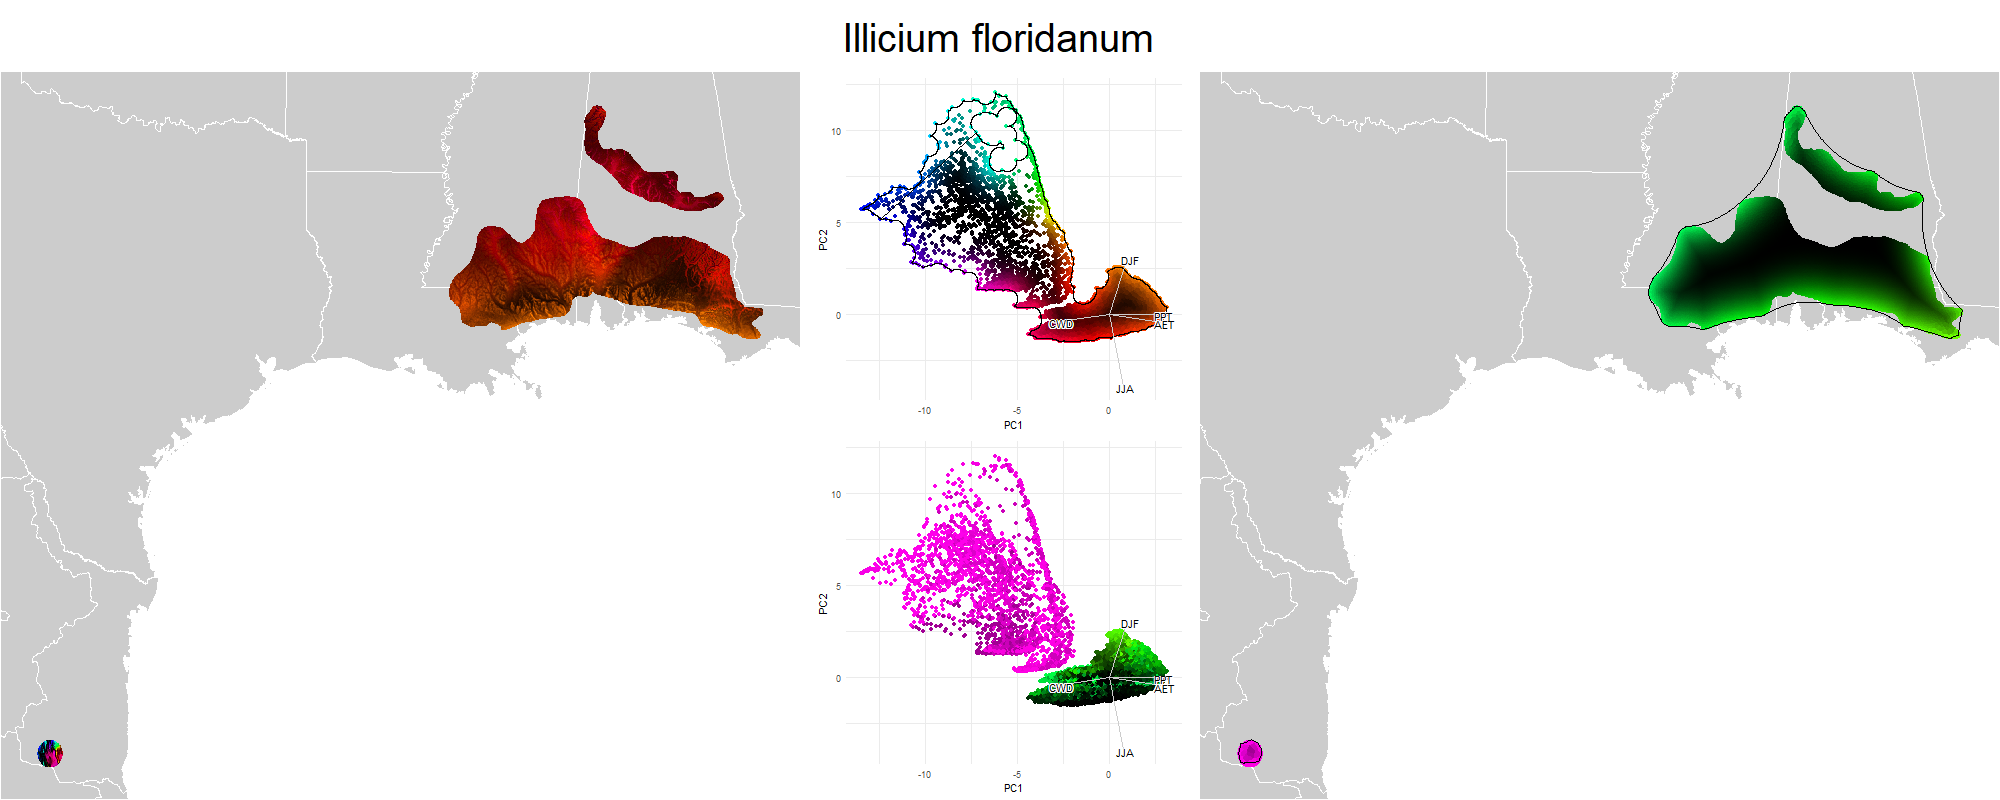 Illicium floridanum
10
5
0
PC2
DJF
CWD
PPT
AET
JJA
-10
-5
0
PC1
10
5
0
PC2
DJF
CWD
PPT
AET
JJA
-10
-5
0
PC1